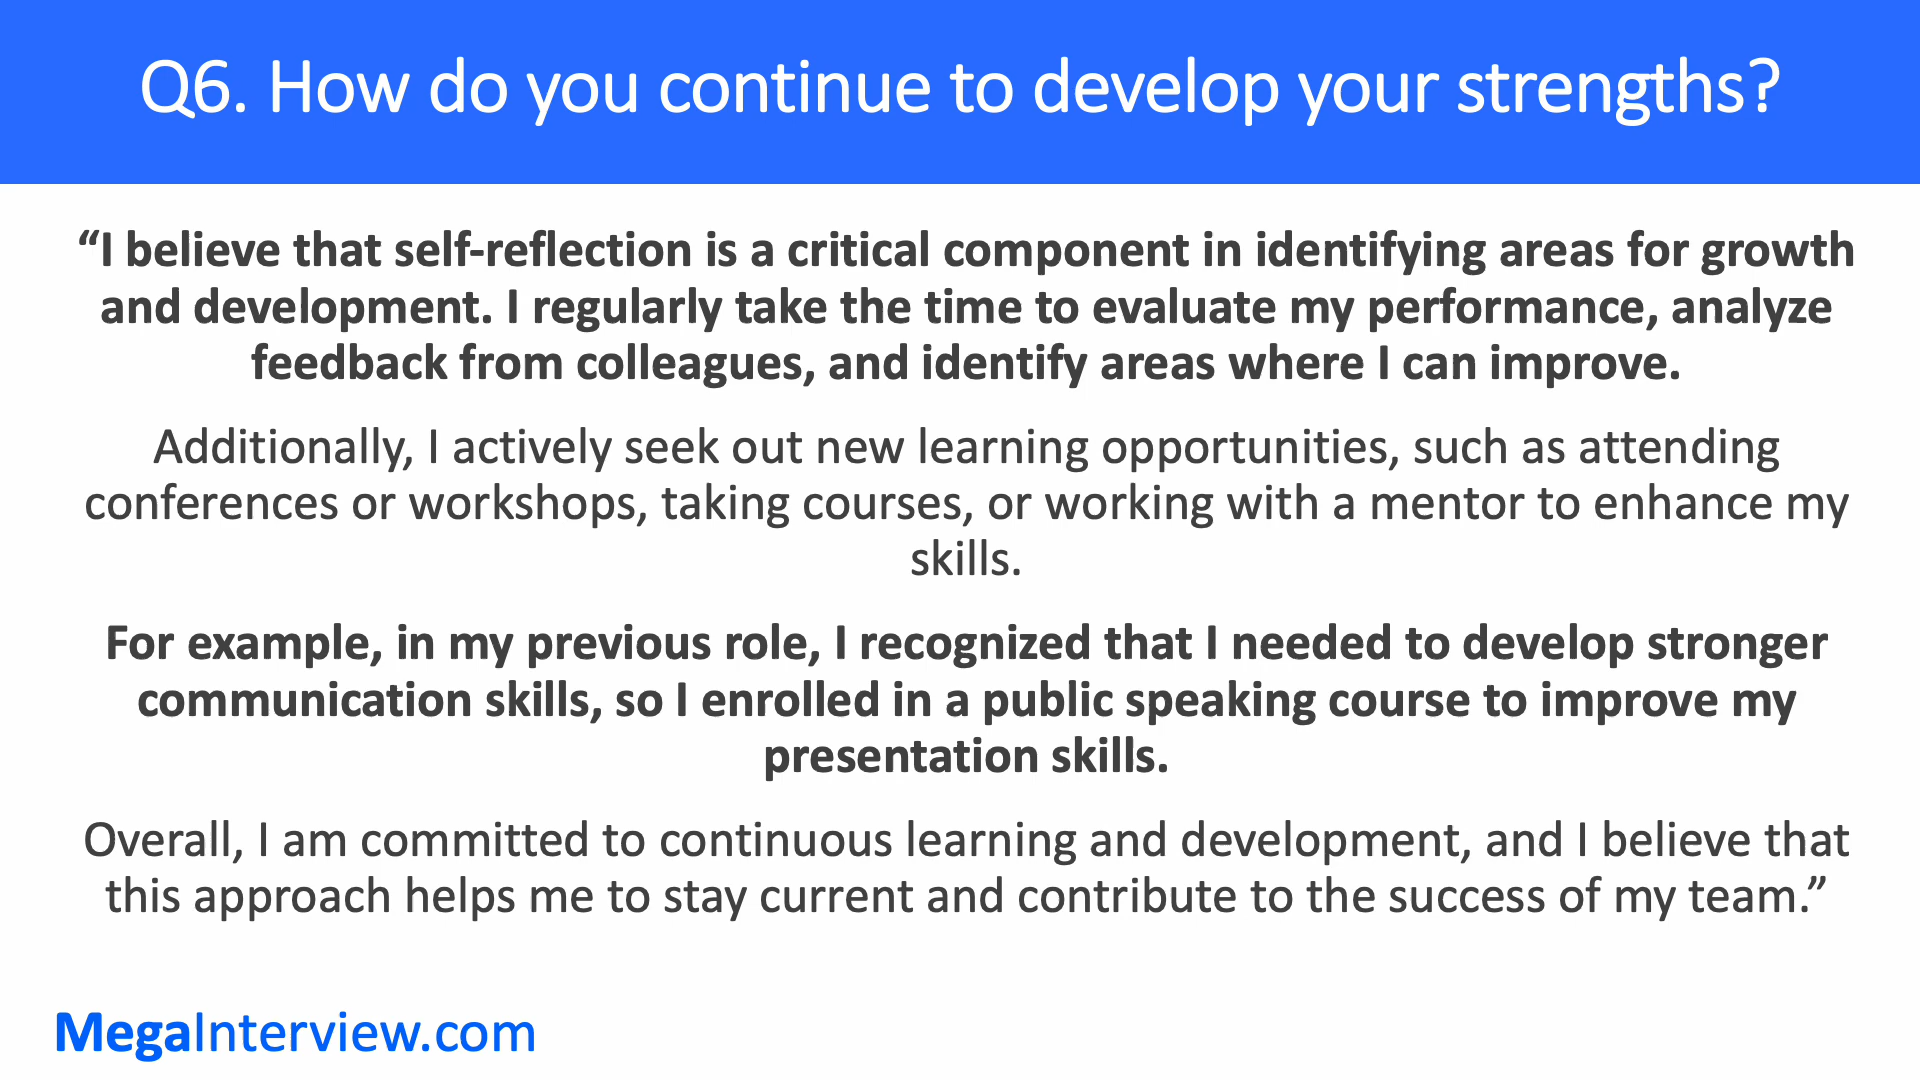 Q6. How do you continue to develop your strengths?
“I believe that self-reflection is a critical component in identifying areas for growth
and development. I regularly take the time to evaluate my performance, analyze
feedback from colleagues, and identify areas where I can improve.
Additionally, I actively seek out new learning opportunities, such as attending
conferences or workshops, taking courses, or working with a mentor to enhance my
skills.
For example, in my previous role, I recognized that I needed to develop stronger
communication skills, so I enrolled in a public speaking course to improve my
presentation skills.
Overall, I am committed to continuous learning and development, and I believe that
this approach helps me to stay current and contribute to the success of my team.”
MegaInterview.com